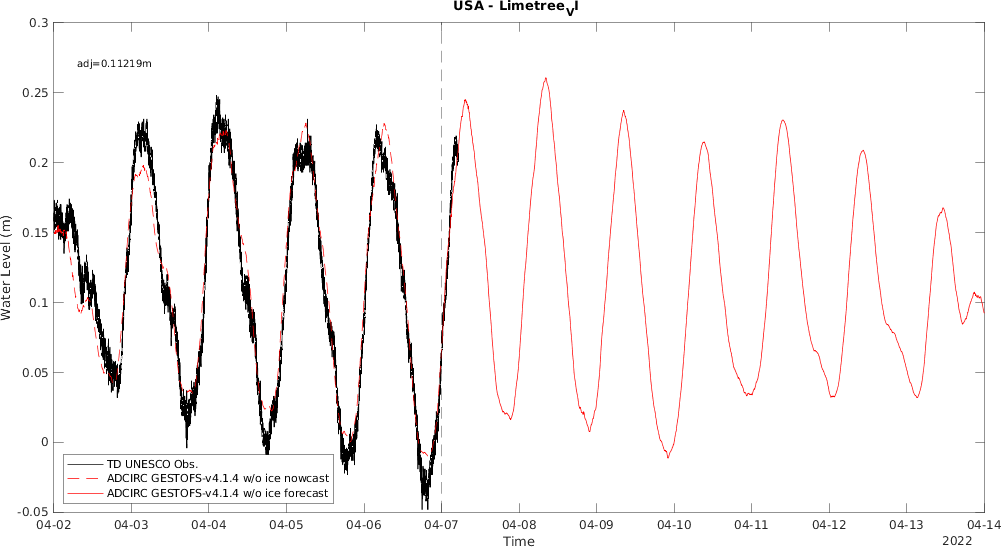 USA - Limetree_VI
adj=0.11219m
0.3
0.25
0.2
0.15
0.1
0.05
0
-0.05
Water Level (m)
TD UNESCO Obs.
ADCIRC GESTOFS-v4.1.4 w/o ice nowcast
ADCIRC GESTOFS-v4.1.4 w/o ice forecast
04-02 04-03 04-04 04-05 04-06 04-07 04-08 04-09 04-10 04-11 04-12 04-13 04-14
Time
2022